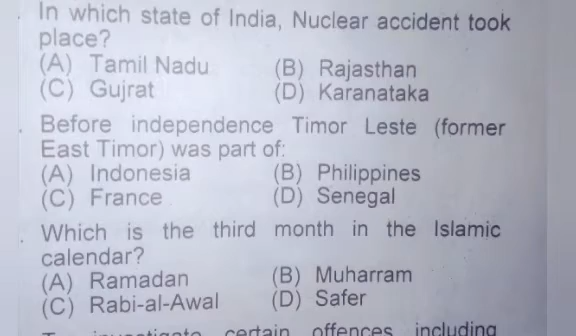 In which state of India, Nuclear accident took
place?
(A) Tamil Nadu (B) Rajasthan
(C) Gujrat (D) Karanataka
Before independence Timor Leste (former
East Timor) was part of:
(A) Indonesia (B) Philippines
(C) France (D) Senegal
Which is the third month in the Islamic
calendar?
(A) Ramadan (B) Muharram
(C) Rabi-al-Awal (D) Safer
certain offences including